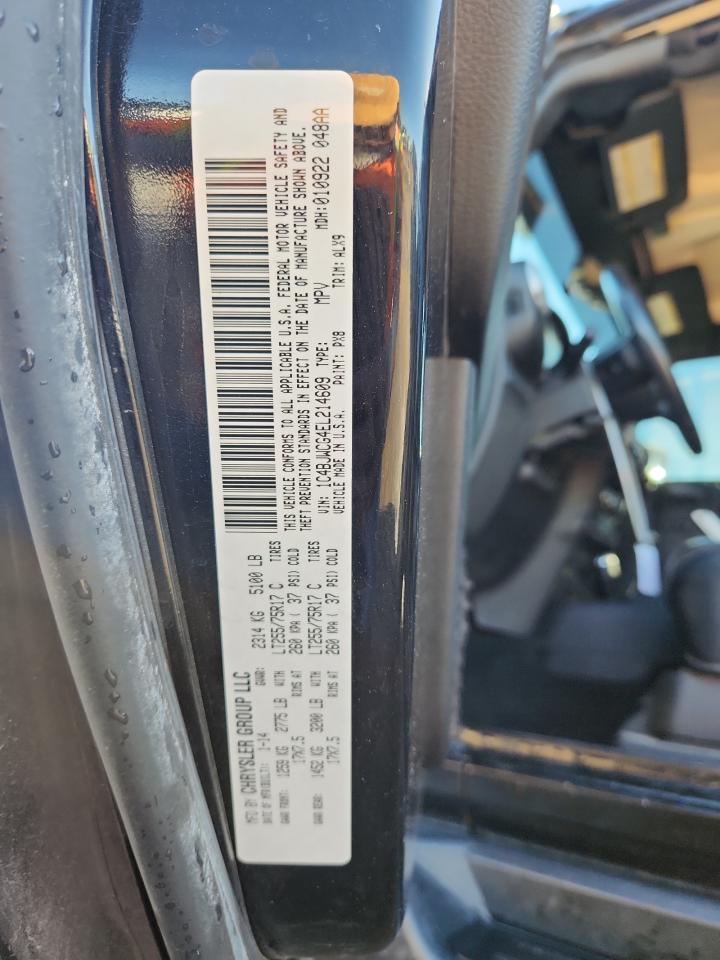 MFG BY CHRYSLER GROUP LLC
DATE OF MFR(BUILT): 1-14 GVWR: 2314 KG 5100 LB
GAWR FRONT: 1259 KG 2775 LB WITH LT255/75R17 C TIRES
17X7.5 RIMS AT 260 KPA ( 37 PSI) COLD
GAWR REAR: 1452 KG 3200 LB WITH LT255/75R17 C TIRES
17X7.5 RIMS AT 260 KPA ( 37 PSI) COLD
THIS VEHICLE CONFORMS TO ALL APPLICABLE U.S.A. FEDERAL MOTOR VEHICLE SAFETY AND
THEFT PREVENTION STANDARDS IN EFFECT ON THE DATE OF MANUFACTURE SHOWN ABOVE.
VIN: 1C4BJWCG4EL214609 TYPE: MPV MDH:010922 048AA
VEHICLE MADE IN U.S.A. PAINT: PX8 TRIM: ALX9